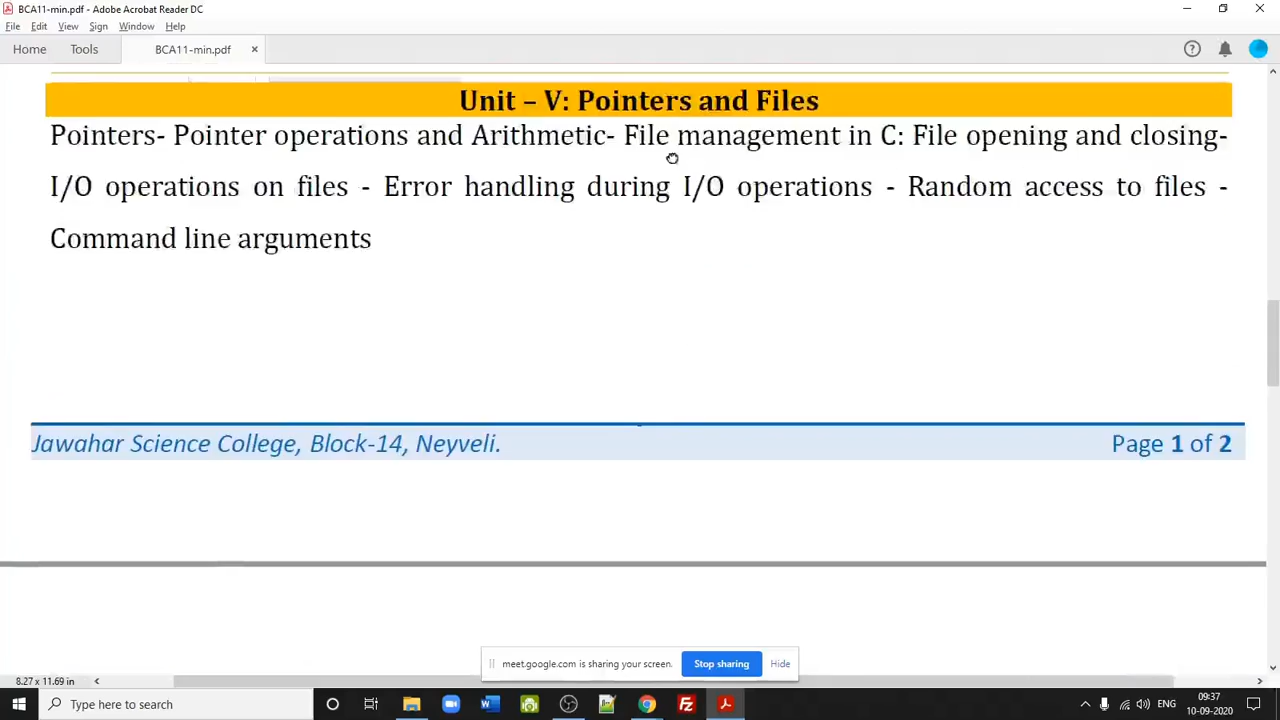 BCA11-min.pdf - Adobe Acrobat Reader DC
File Edit View Sign Window Help
Home Tools BCA11-min.pdf ×
Unit – V: Pointers and Files
Pointers- Pointer operations and Arithmetic- File management in C: File opening and closing-
I/O operations on files - Error handling during I/O operations - Random access to files -
Command line arguments
Jawahar Science College, Block-14, Neyveli.
Page 1 of 2
meet.google.com is sharing your screen. Stop sharing Hide
8.27 x 11.69 in
Type here to search
ENG
09:37
10-09-2020